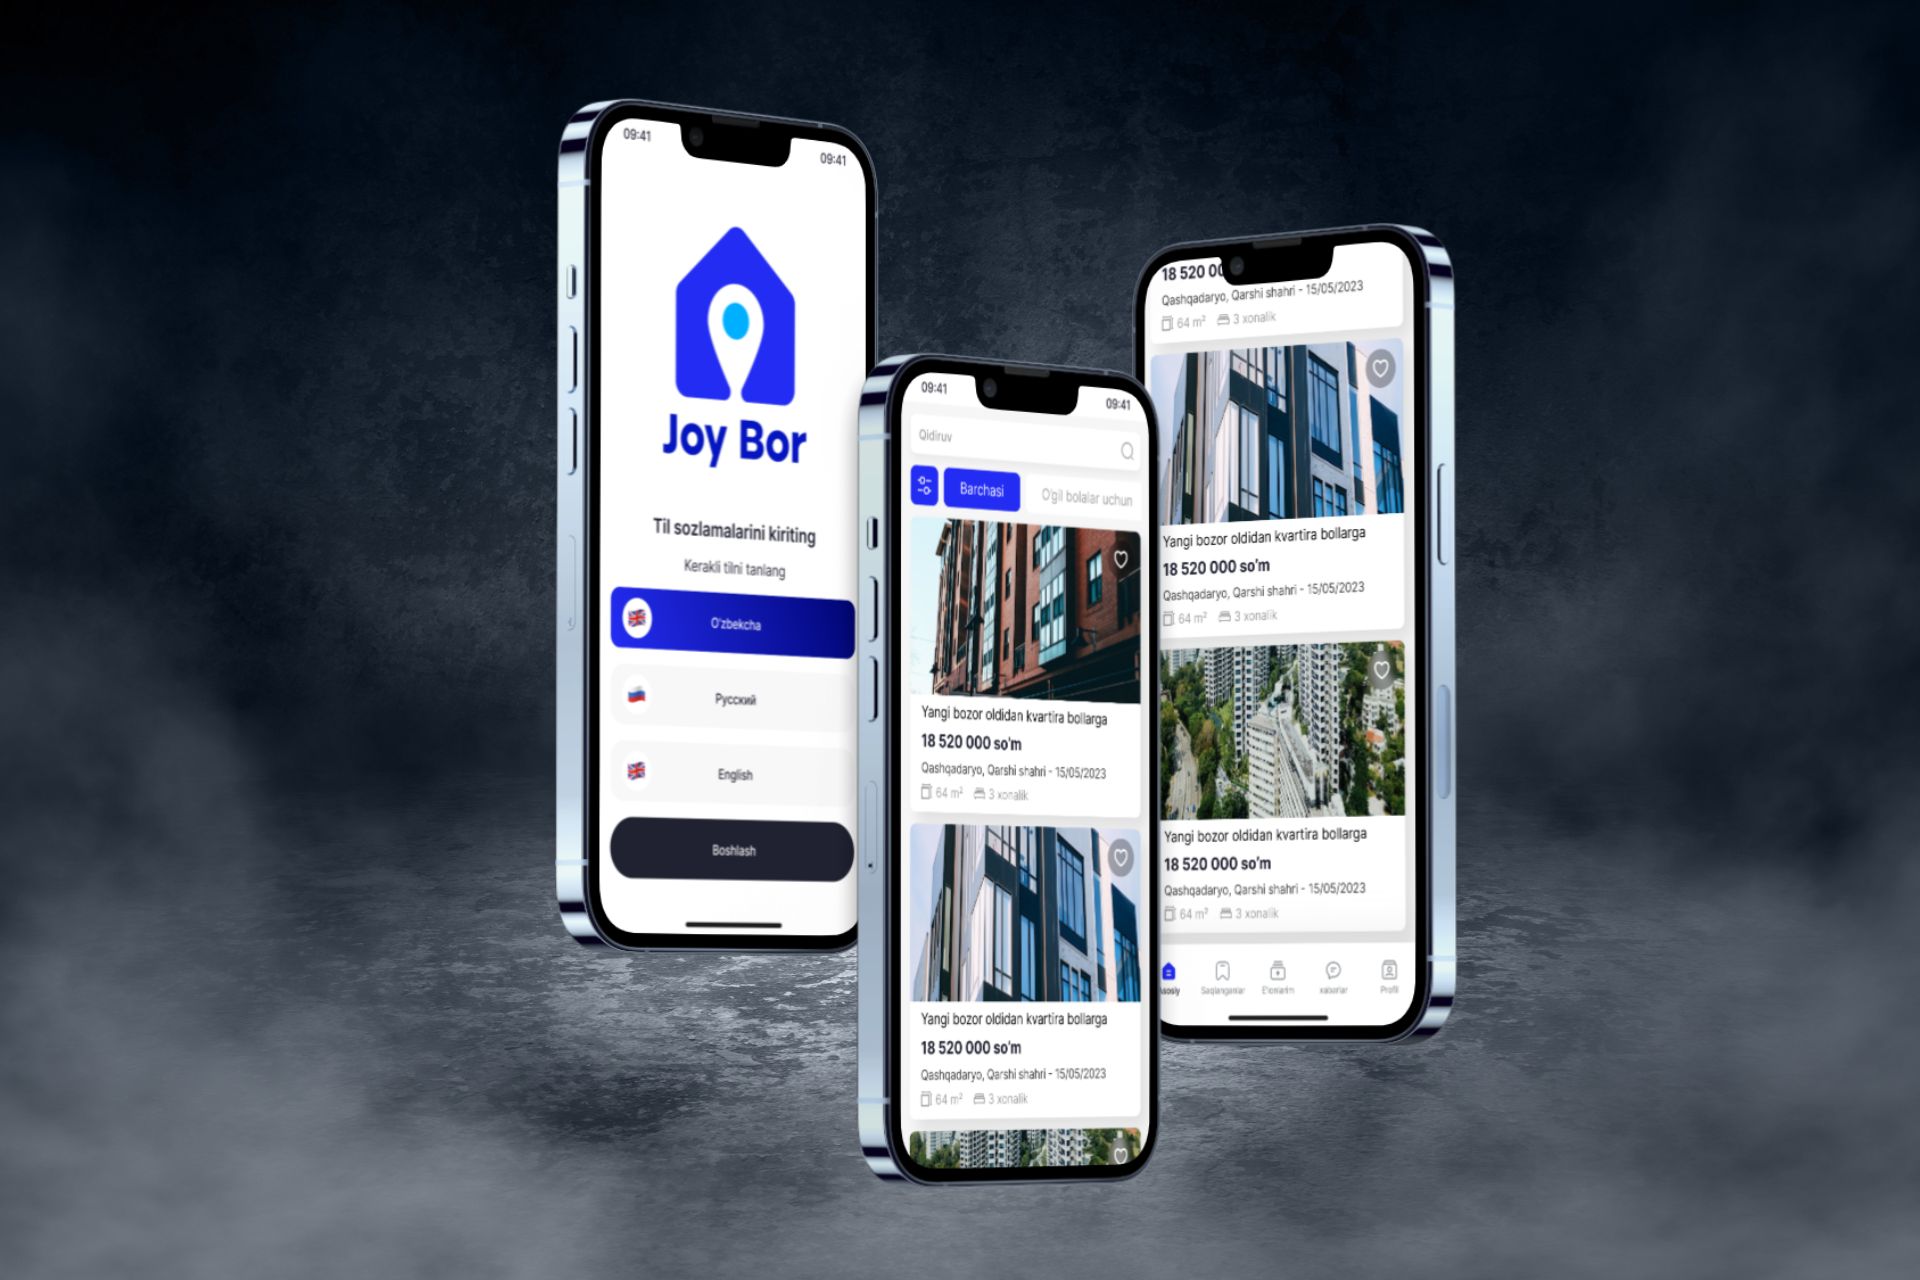 09:41
09:41
Joy Bor
Til sozlamalarini kiriting
Kerakli tilni tanlang
O'zbekcha
Русский
English
Boshlash
09:41
09:41
Qidiruv
Barchasi
O'gil bolalar uchun
Yangi bozor oldidan kvartira bollarga
18 520 000 so'm
Qashqadaryo, Qarshi shahri - 15/05/2023
64 m²
3 xonalik
Yangi bozor oldidan kvartira bollarga
18 520 000 so'm
Qashqadaryo, Qarshi shahri - 15/05/2023
64 m²
3 xonalik
18 520 00
Qashqadaryo, Qarshi shahri - 15/05/2023
64 m²
3 xonalik
Yangi bozor oldidan kvartira bollarga
18 520 000 so'm
Qashqadaryo, Qarshi shahri - 15/05/2023
64 m²
3 xonalik
Yangi bozor oldidan kvartira bollarga
18 520 000 so'm
Qashqadaryo, Qarshi shahri - 15/05/2023
64 m²
3 xonalik
Saqlanganlar
E'lonlarim
Profil